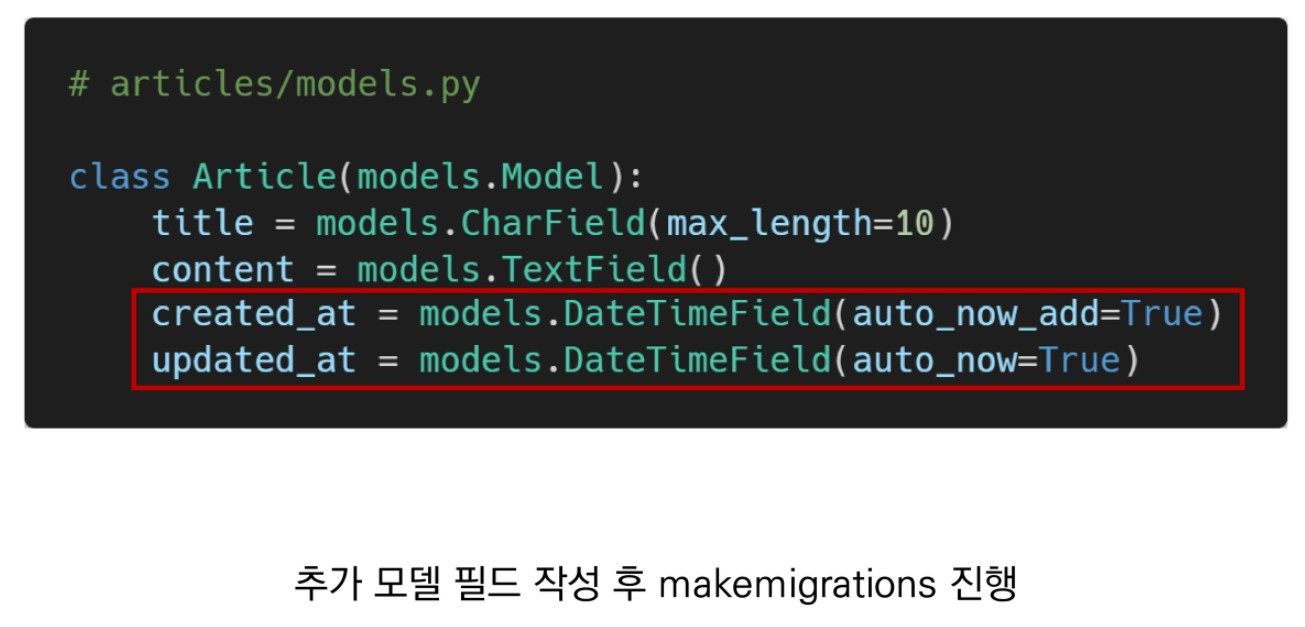 # articles/models.py
class Article(models.Model):
title = models.CharField(max_length=10)
content = models.TextField()
created_at = models.DateTimeField(auto_now_add=True)
updated_at = models.DateTimeField(auto_now=True)
추가 모델 필드 작성 후 makemigrations 진행